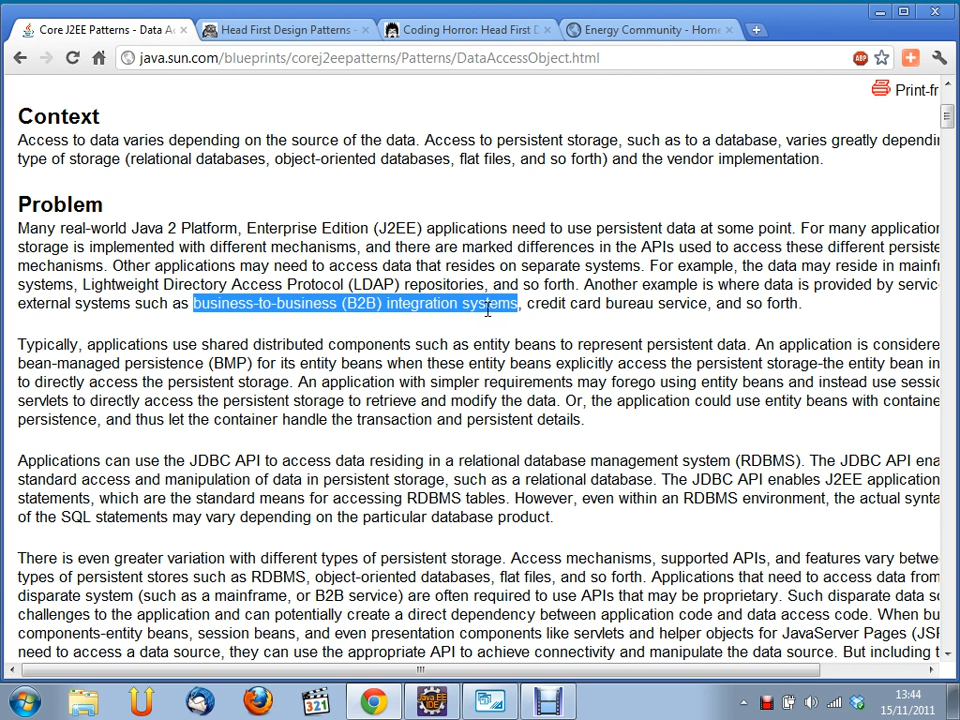 Core J2EE Patterns - Data Ac
Head First Design Patterns -
Coding Horror: Head First D
Energy Community - Home
java.sun.com/blueprints/corej2eepatterns/Patterns/DataAccessObject.html
ABP
Print-fr
Context
Access to data varies depending on the source of the data. Access to persistent storage, such as to a database, varies greatly dependin
type of storage (relational databases, object-oriented databases, flat files, and so forth) and the vendor implementation.
Problem
Many real-world Java 2 Platform, Enterprise Edition (J2EE) applications need to use persistent data at some point. For many application
storage is implemented with different mechanisms, and there are marked differences in the APIs used to access these different persiste
mechanisms. Other applications may need to access data that resides on separate systems. For example, the data may reside in mainfr
systems, Lightweight Directory Access Protocol (LDAP) repositories, and so forth. Another example is where data is provided by service
external systems such as business-to-business (B2B) integration systems, credit card bureau service, and so forth.
Typically, applications use shared distributed components such as entity beans to represent persistent data. An application is considere
bean-managed persistence (BMP) for its entity beans when these entity beans explicitly access the persistent storage-the entity bean in
to directly access the persistent storage. An application with simpler requirements may forego using entity beans and instead use sessio
servlets to directly access the persistent storage to retrieve and modify the data. Or, the application could use entity beans with containe
persistence, and thus let the container handle the transaction and persistent details.
Applications can use the JDBC API to access data residing in a relational database management system (RDBMS). The JDBC API ena
standard access and manipulation of data in persistent storage, such as a relational database. The JDBC API enables J2EE application
statements, which are the standard means for accessing RDBMS tables. However, even within an RDBMS environment, the actual synta
of the SQL statements may vary depending on the particular database product.
There is even greater variation with different types of persistent storage. Access mechanisms, supported APIs, and features vary betwe
types of persistent stores such as RDBMS, object-oriented databases, flat files, and so forth. Applications that need to access data from
disparate system (such as a mainframe, or B2B service) are often required to use APIs that may be proprietary. Such disparate data so
challenges to the application and can potentially create a direct dependency between application code and data access code. When bu
components-entity beans, session beans, and even presentation components like servlets and helper objects for JavaServer Pages (JSP
need to access a data source, they can use the appropriate API to achieve connectivity and manipulate the data source. But including t
321
Java EE
IDE
13:44
15/11/2011